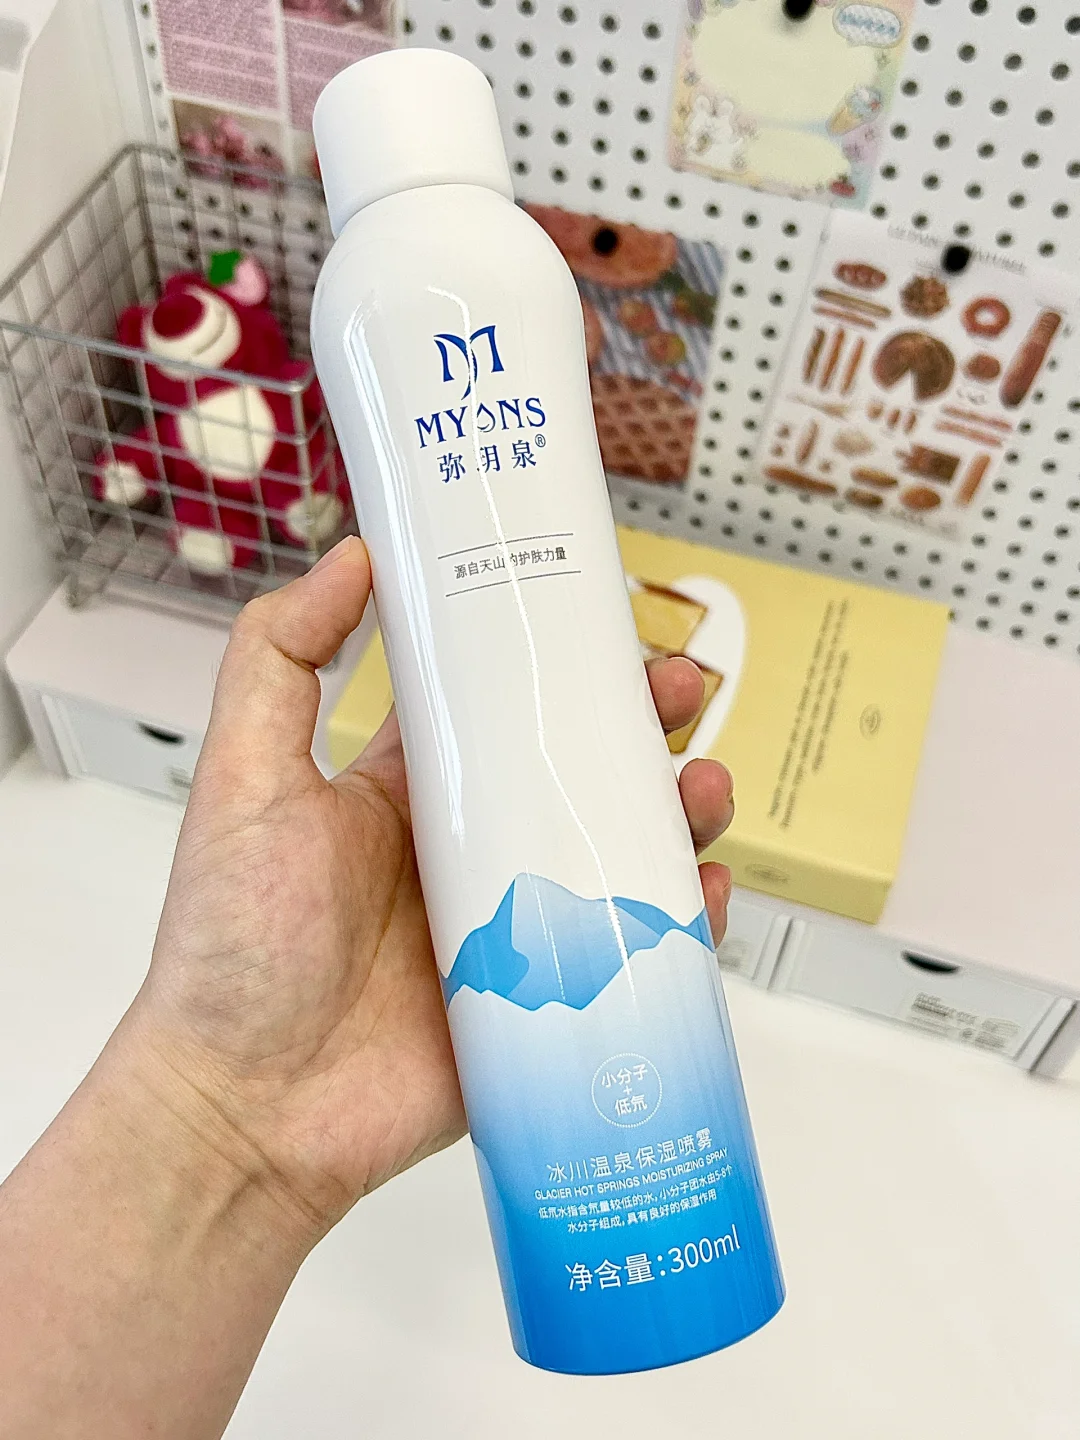 MYONS
弥玥泉®
源自天山的护肤力量
小分子
+
低氘
冰川温泉保湿喷雾
GLACIER HOT SPRINGS MOISTURIZING SPRAY
低氘水指含氘量较低的水,小分子团水由5-8个
水分子组成,具有良好的保湿作用
净含量:300ml